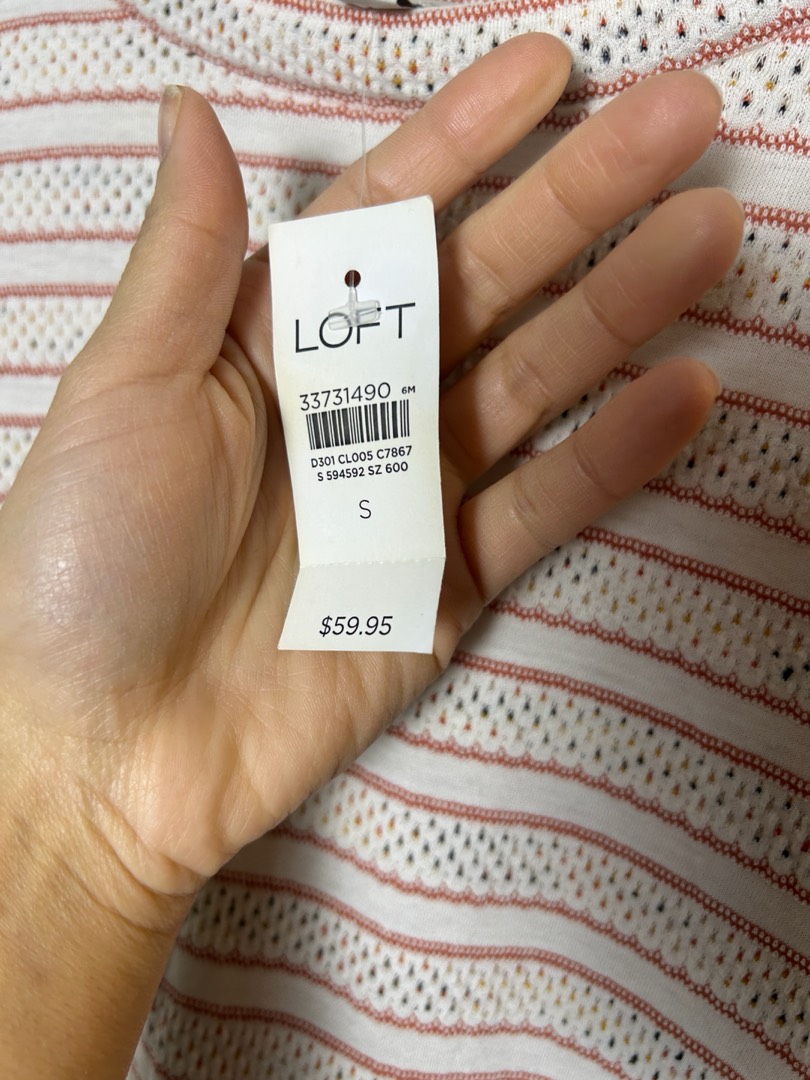 LOFT
33731490 6M
D301 CL005 C7867
S 594592 SZ 600
S
$59.95